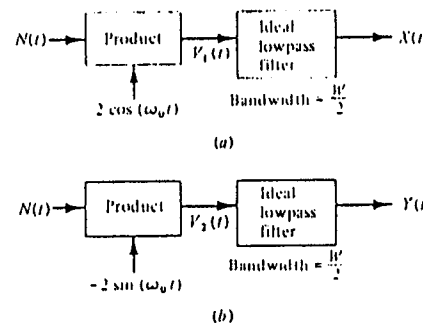 N(t)
Product
V₁(t)
Ideal
lowpass
filter
X(t
2 cos (ω₀t)
Bandwidth = W/2
(a)
N(t)
Product
V₂(t)
Ideal
lowpass
filter
Y(t
-2 sin (ω₀t)
Bandwidth = W/2
(b)